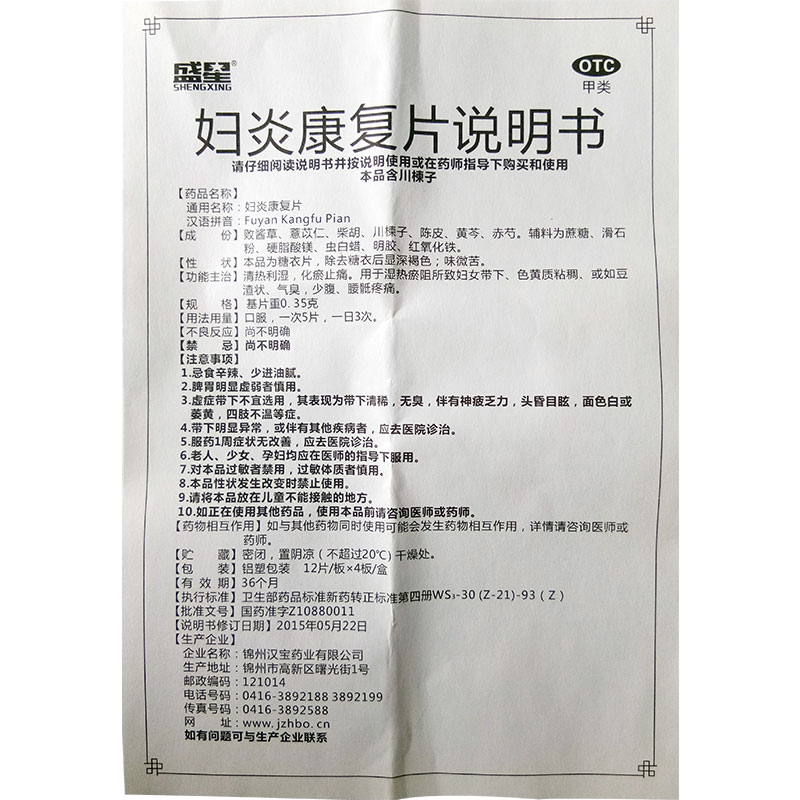 盛星®
SHENGXING
OTC
甲类
妇炎康复片说明书
请仔细阅读说明书并按说明使用或在药师指导下购买和使用
本品含川楝子
【药品名称】
通用名称：妇炎康复片
汉语拼音：Fuyan Kangfu Pian
【成　份】败酱草、薏苡仁、柴胡、川楝子、陈皮、黄芩、赤芍。辅料为蔗糖、滑石
粉、硬脂酸镁、虫白蜡、明胶、红氧化铁。
【性　状】本品为糖衣片，除去糖衣后显深褐色；味微苦。
【功能主治】清热利湿，化瘀止痛。用于湿热瘀阻所致妇女带下、色黄质粘稠、或如豆
渣状、气臭，少腹、腰骶疼痛。
【规　格】基片重0.35克
【用法用量】口服，一次5片，一日3次。
【不良反应】尚不明确
【禁　忌】尚不明确
【注意事项】
1.忌食辛辣、少进油腻。
2.脾胃明显虚弱者慎用。
3.虚症带下不宜选用，其表现为带下清稀，无臭，伴有神疲乏力，头昏目眩，面色白或
萎黄，四肢不温等症。
4.带下明显异常，或伴有其他疾病者，应去医院诊治。
5.服药1周症状无改善，应去医院诊治。
6.老人、少女、孕妇均应在医师的指导下服用。
7.对本品过敏者禁用，过敏体质者慎用。
8.本品性状发生改变时禁止使用。
9.请将本品放在儿童不能接触的地方。
10.如正在使用其他药品，使用本品前请咨询医师或药师。
【药物相互作用】如与其他药物同时使用可能会发生药物相互作用，详情请咨询医师或
药师。
【贮　藏】密闭，置阴凉（不超过20℃）干燥处。
【包　装】铝塑包装　12片/板×4板/盒
【有 效 期】36个月
【执行标准】卫生部药品标准新药转正标准第四册WS₃-30 (Z-21)-93（Z）
【批准文号】国药准字Z10880011
【说明书修订日期】2015年05月22日
【生产企业】
企业名称：锦州汉宝药业有限公司
生产地址：锦州市高新区曙光街1号
邮政编码：121014
电话号码：0416-3892188 3892199
传真号码：0416-3892588
网　址：www.jzhbo.cn
如有问题可与生产企业联系